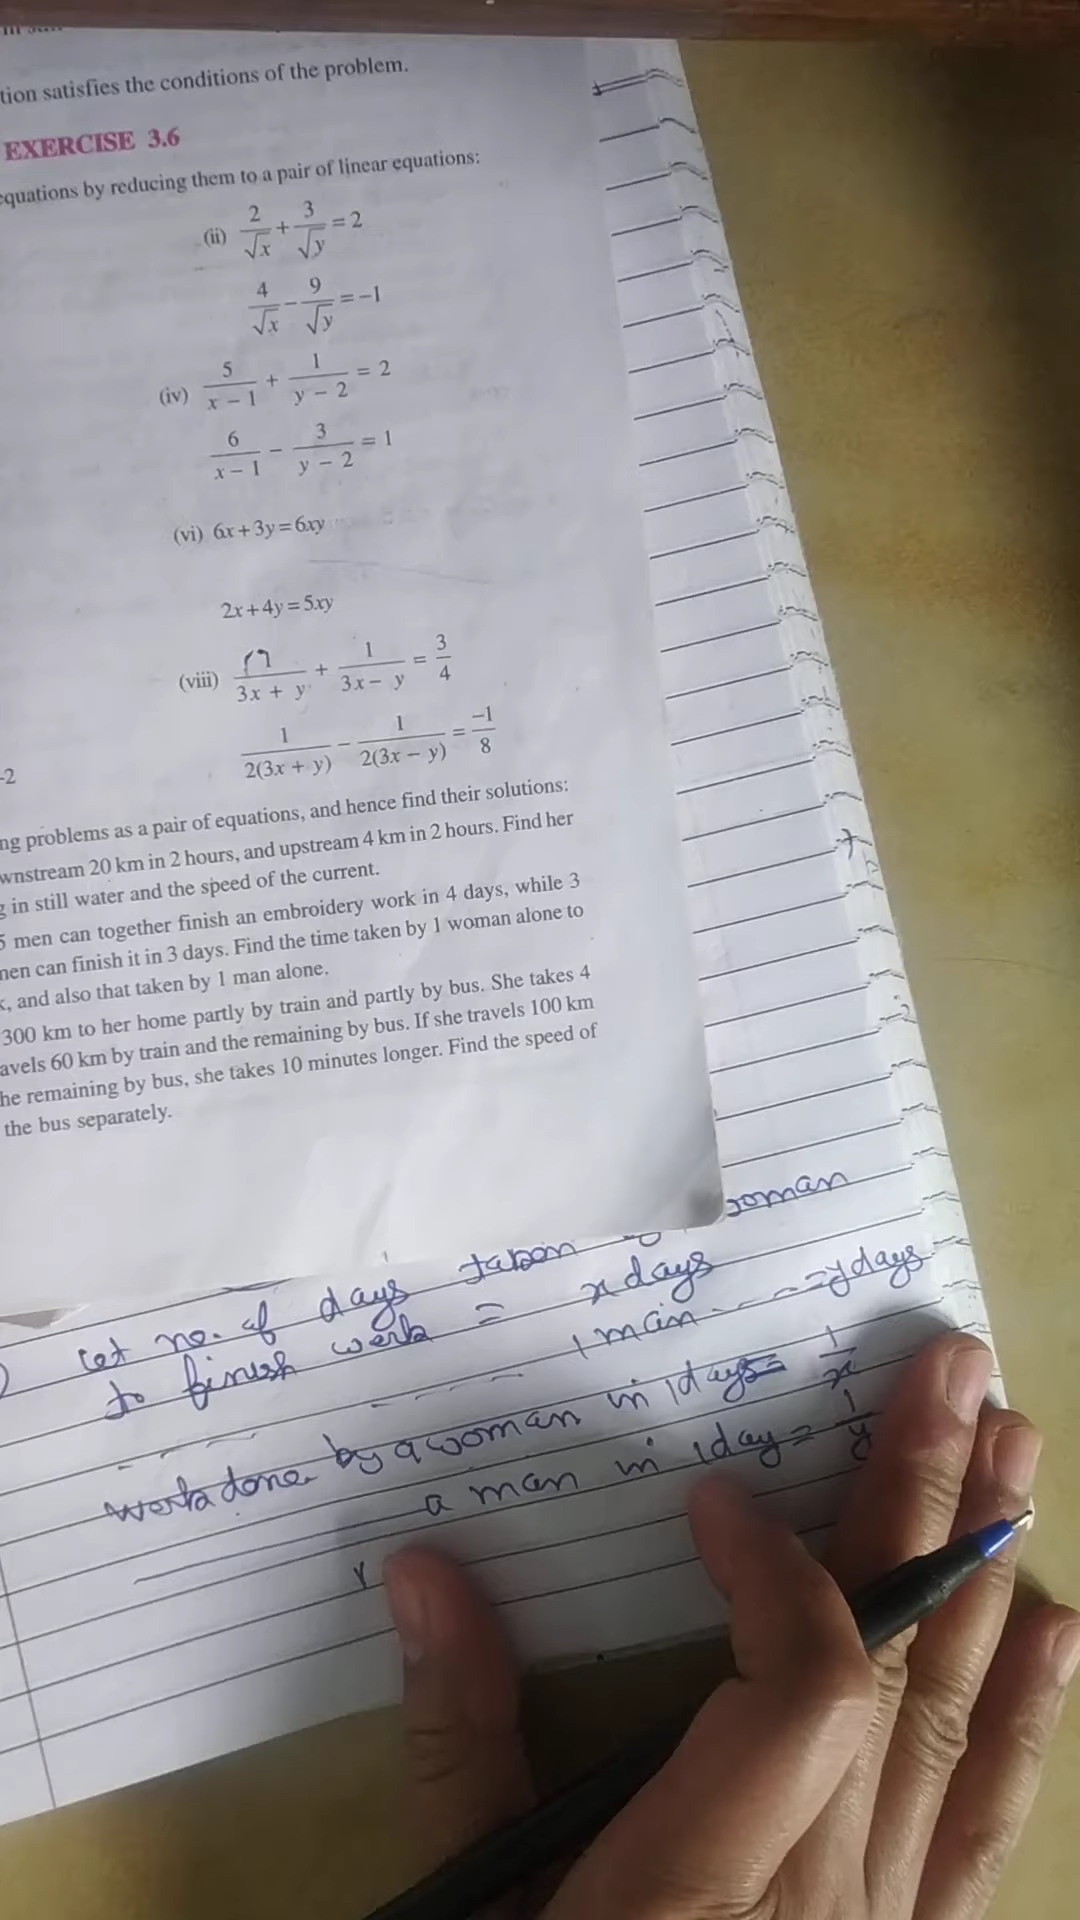 tion satisfies the conditions of the problem.
EXERCISE 3.6
equations by reducing them to a pair of linear equations:
(ii) 2/√x + 3/√y = 2
4/√x − 9/√y = −1
(iv) 5/(x − 1) + 1/(y − 2) = 2
6/(x − 1) − 3/(y − 2) = 1
(vi) 6x + 3y = 6xy
2x + 4y = 5xy
(viii) 1/(3x + y) + 1/(3x − y) = 3/4
1/(2(3x + y)) − 1/(2(3x − y)) = −1/8
-2
ng problems as a pair of equations, and hence find their solutions:
wnstream 20 km in 2 hours, and upstream 4 km in 2 hours. Find her
g in still water and the speed of the current.
5 men can together finish an embroidery work in 4 days, while 3
men can finish it in 3 days. Find the time taken by 1 woman alone to
k, and also that taken by 1 man alone.
300 km to her home partly by train and partly by bus. She takes 4
avels 60 km by train and the remaining by bus. If she travels 100 km
he remaining by bus, she takes 10 minutes longer. Find the speed of
the bus separately.
Let no. of days taken woman
to finish work = x days
1 man - - - = y days
work done by a woman in 1 days = 1/x
a man in 1 day = 1/y